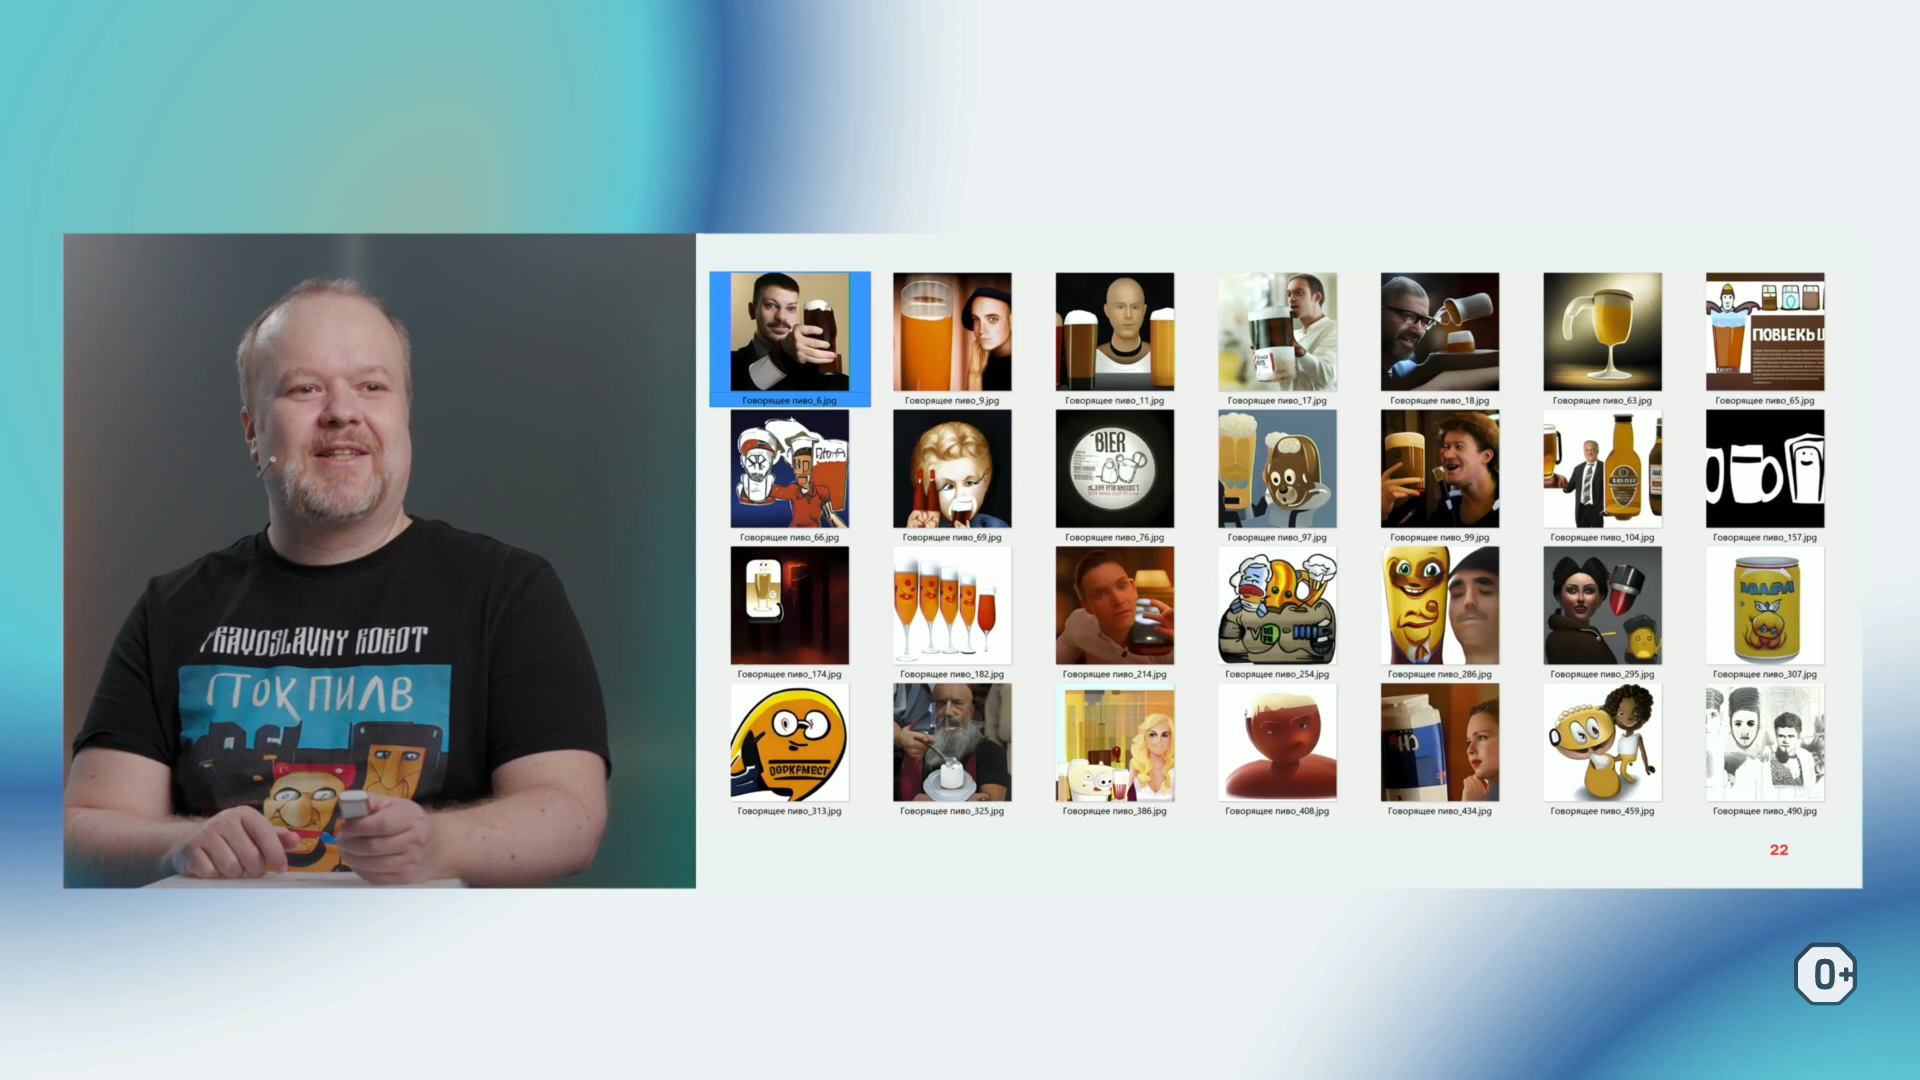 PRAVOSLAVNY ROBOT
ПОВLЕКЬ
Говорящее пиво_6.jpg
Говорящее пиво_9.jpg
Говорящее пиво_11.jpg
Говорящее пиво_17.jpg
Говорящее пиво_18.jpg
Говорящее пиво_63.jpg
Говорящее пиво_65.jpg
BIER
Говорящее пиво_66.jpg
Говорящее пиво_69.jpg
Говорящее пиво_76.jpg
Говорящее пиво_97.jpg
Говорящее пиво_99.jpg
Говорящее пиво_104.jpg
Говорящее пиво_157.jpg
Говорящее пиво_174.jpg
Говорящее пиво_182.jpg
Говорящее пиво_214.jpg
Говорящее пиво_254.jpg
Говорящее пиво_286.jpg
Говорящее пиво_295.jpg
Говорящее пиво_307.jpg
Говорящее пиво_313.jpg
Говорящее пиво_325.jpg
Говорящее пиво_386.jpg
Говорящее пиво_408.jpg
Говорящее пиво_434.jpg
Говорящее пиво_459.jpg
Говорящее пиво_490.jpg
22
0+